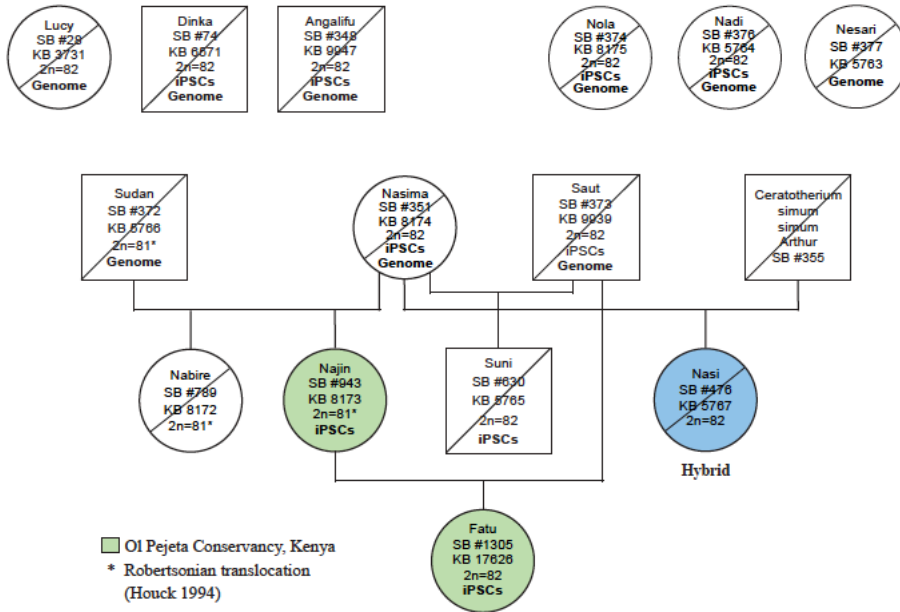 Lucy
SB #28
KB 3731
2n=82
Genome
Dinka
SB #74
KB 6571
2n=82
iPSCs
Genome
Angalifu
SB #348
KB 9947
2n=82
iPSCs
Genome
Nola
SB #374
KB 8175
2n=82
iPSCs
Genome
Nadi
SB #376
KB 5764
2n=82
iPSCs
Genome
Nesari
SB #377
KB 5763
Genome
Sudan
SB #372
KB 5766
2n=81*
Genome
Nasima
SB #351
KB 8174
2n=82
iPSCs
Genome
Saut
SB #373
KB 9939
2n=82
iPSCs
Genome
Ceratotherium
simum
simum
Arthur
SB #355
Nabire
SB #789
KB 8172
2n=81*
Najin
SB #943
KB 8173
2n=81*
iPSCs
Suni
SB #630
KB 5765
2n=82
iPSCs
Nasi
SB #476
KB 5767
2n=82
Hybrid
Fatu
SB #1305
KB 17626
2n=82
iPSCs
Ol Pejeta Conservancy, Kenya
* Robertsonian translocation
(Houck 1994)